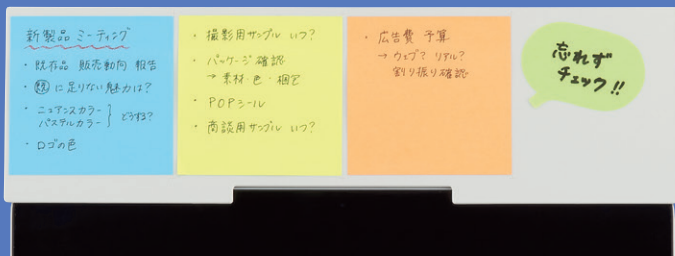 新製品 ミーティング
・既存品 販売動向 報告
・㊡に足りない魅力は?
・ニュアンスカラー
パステルカラー } どうする?
・ロゴの色
・撮影用サンプル いつ?
・パッケージ確認
→ 素材・色・梱包
・POPシール
・商談用サンプル いつ?
・広告費 予算
→ ウェブ? リアル?
割り振り確認
忘れず
チェック!!